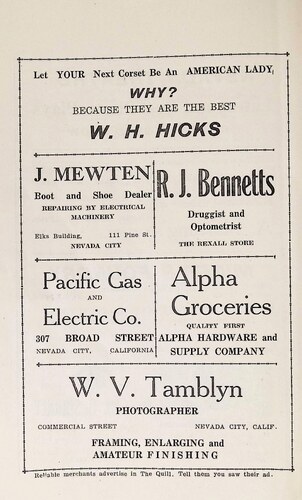 Let YOUR Next Corset Be An AMERICAN LADY
WHY?
BECAUSE THEY ARE THE BEST
W. H. HICKS
J. MEWTEN
Boot and Shoe Dealer
REPAIRING BY ELECTRICAL
MACHINERY
Elks Building, 111 Pine St.
NEVADA CITY
R. J. Bennetts
Druggist and
Optometrist
THE REXALL STORE
Pacific Gas
AND
Electric Co.
307 BROAD STREET
NEVADA CITY, CALIFORNIA
Alpha
Groceries
QUALITY FIRST
ALPHA HARDWARE and
SUPPLY COMPANY
W. V. Tamblyn
PHOTOGRAPHER
COMMERCIAL STREET NEVADA CITY, CALIF.
FRAMING, ENLARGING and
AMATEUR FINISHING
Reliable merchants advertise in The Quill. Tell them you saw their ad.